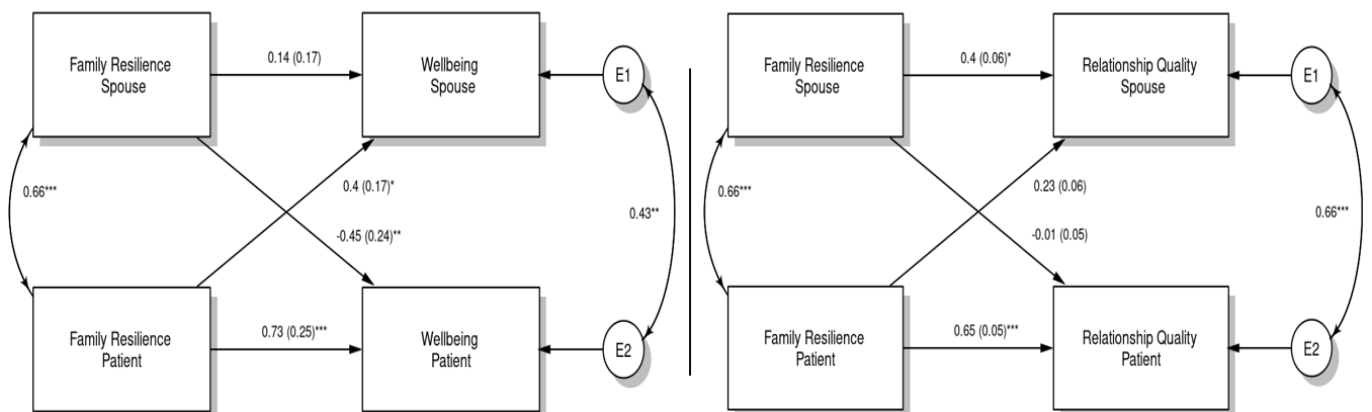 Family Resilience
Spouse
0.14 (0.17)
Wellbeing
Spouse
E1
0.66***
0.4 (0.17)*
-0.45 (0.24)**
0.43**
Family Resilience
Patient
0.73 (0.25)***
Wellbeing
Patient
E2
Family Resilience
Spouse
0.4 (0.06)*
Relationship Quality
Spouse
E1
0.66***
0.23 (0.06)
-0.01 (0.05)
0.66***
Family Resilience
Patient
0.65 (0.05)***
Relationship Quality
Patient
E2